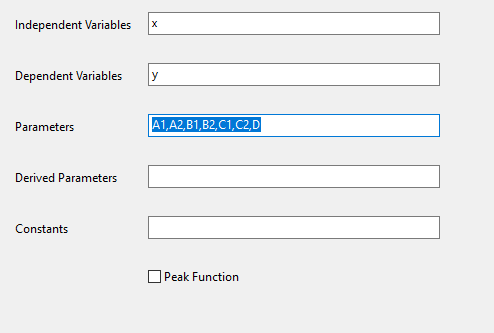 Independent Variables x
Dependent Variables y
Parameters A1,A2,B1,B2,C1,C2,D
Derived Parameters
Constants
Peak Function